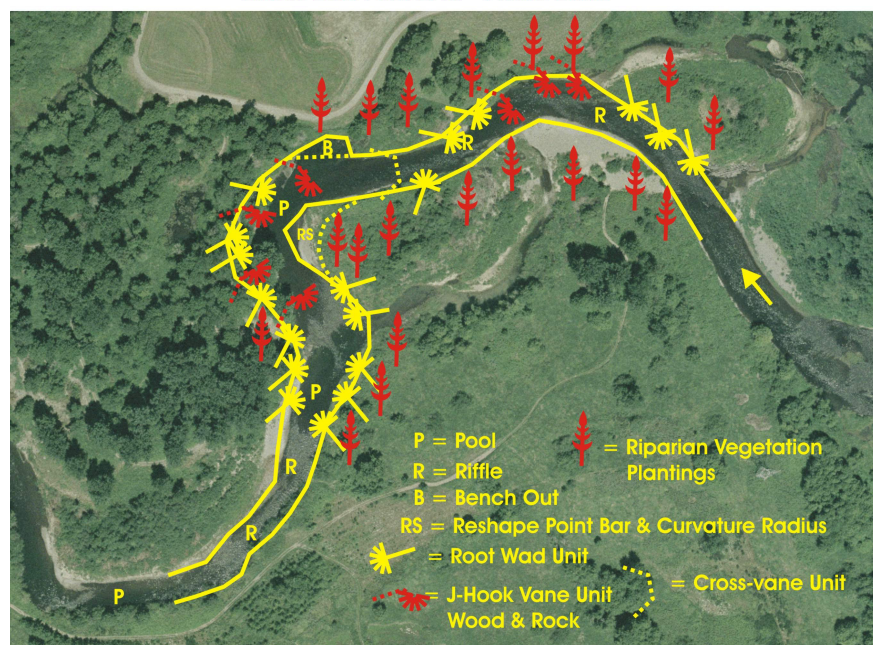 R
B
R
P
RS
P
R
R
P
P = Pool
R = Riffle
B = Bench Out
RS = Reshape Point Bar & Curvature Radius
= Root Wad Unit
= J-Hook Vane Unit
Wood & Rock
= Riparian Vegetation
Plantings
= Cross-vane Unit